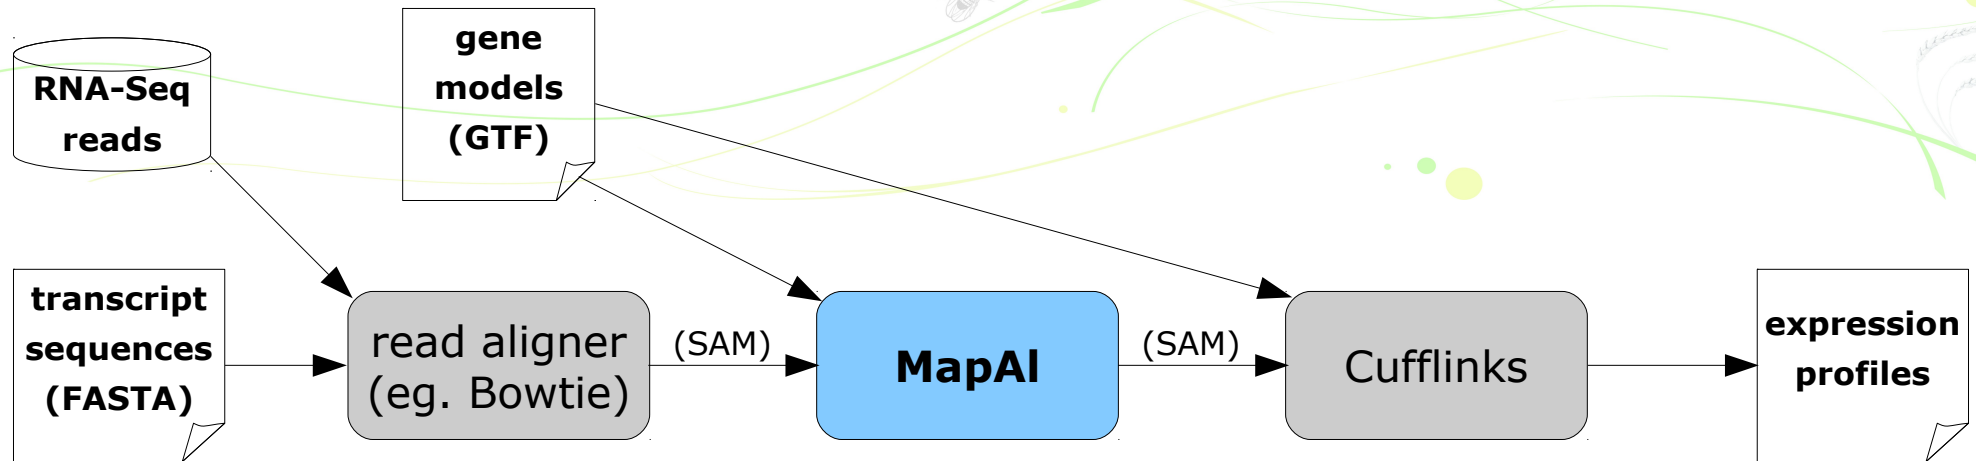 RNA-Seq
reads
gene
models
(GTF)
transcript
sequences
(FASTA)
read aligner
(eg. Bowtie)
(SAM)
MapAl
(SAM)
Cufflinks
expression
profiles